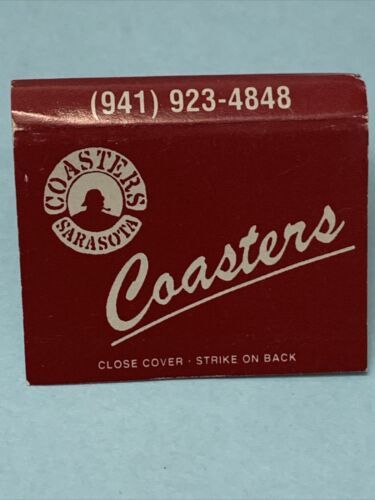 (941) 923-4848
COASTERS
SARASOTA
Coasters
CLOSE COVER · STRIKE ON BACK